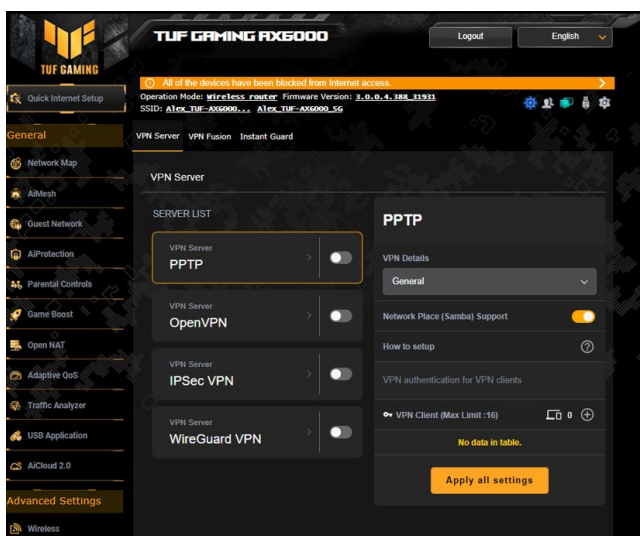 TUF GAMING
TUF GAMING AX6000
Logout
English
All of the devices have been blocked from Internet access.
Quick Internet Setup
Operation Mode: Wireless router Firmware Version: 3.0.0.4.388_31931
SSID: Alex_TUF-AX6000... Alex_TUF-AX6000_5G
General
Network Map
AiMesh
Guest Network
AiProtection
Parental Controls
Game Boost
Open NAT
Adaptive QoS
Traffic Analyzer
USB Application
AiCloud 2.0
Advanced Settings
Wireless
VPN Server VPN Fusion Instant Guard
VPN Server
SERVER LIST
VPN Server
PPTP
VPN Server
OpenVPN
VPN Server
IPSec VPN
VPN Server
WireGuard VPN
PPTP
VPN Details
General
Network Place (Samba) Support
How to setup
VPN authentication for VPN clients
VPN Client (Max Limit :16)
0
No data in table.
Apply all settings